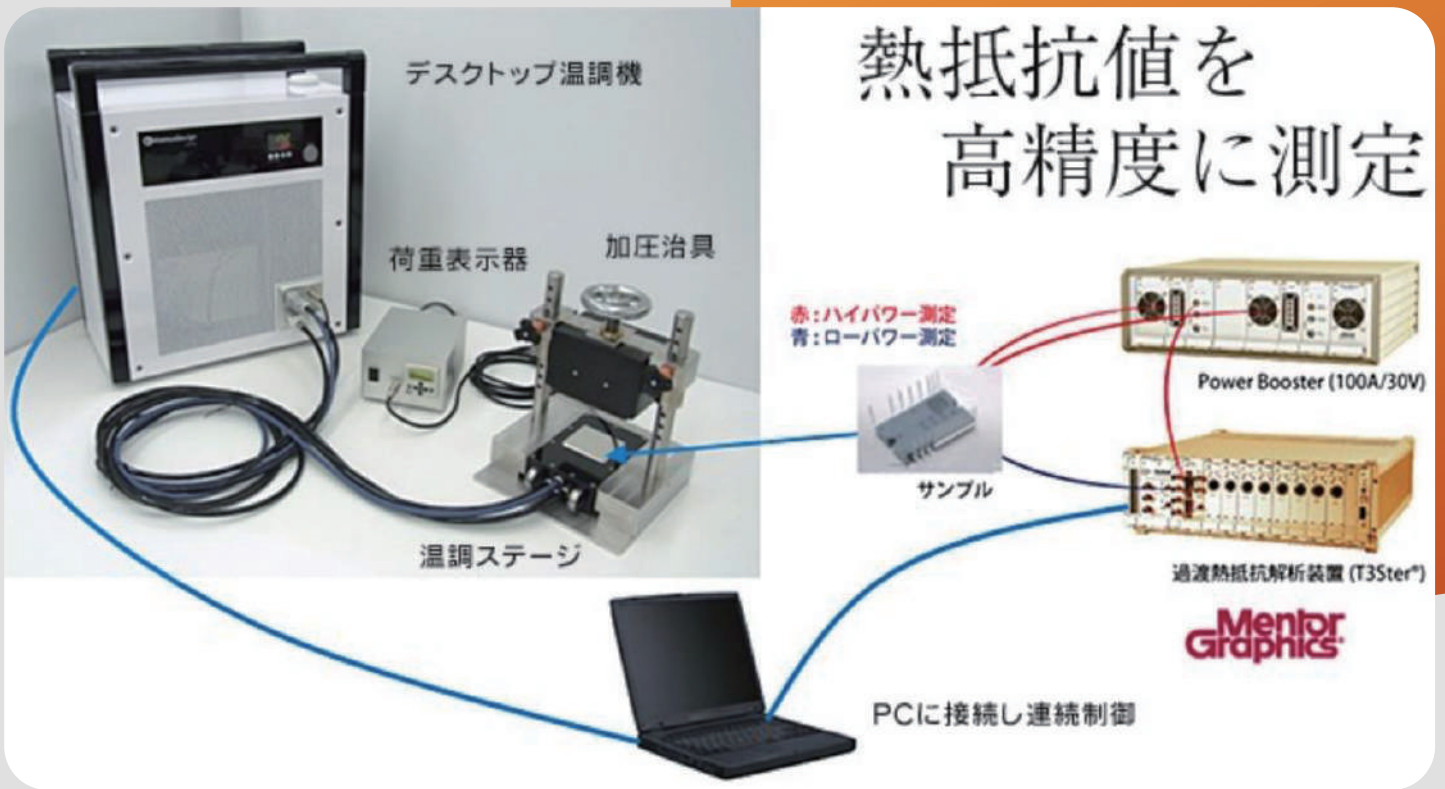 熱抵抗値を
高精度に測定
デスクトップ温調機
荷重表示器
加圧治具
赤：ハイパワー測定
青：ローパワー測定
Power Booster (100A/30V)
サンプル
温調ステージ
過渡熱抵抗解析装置 (T3Ster®)
Mentor
Graphics®
PCに接続し連続制御